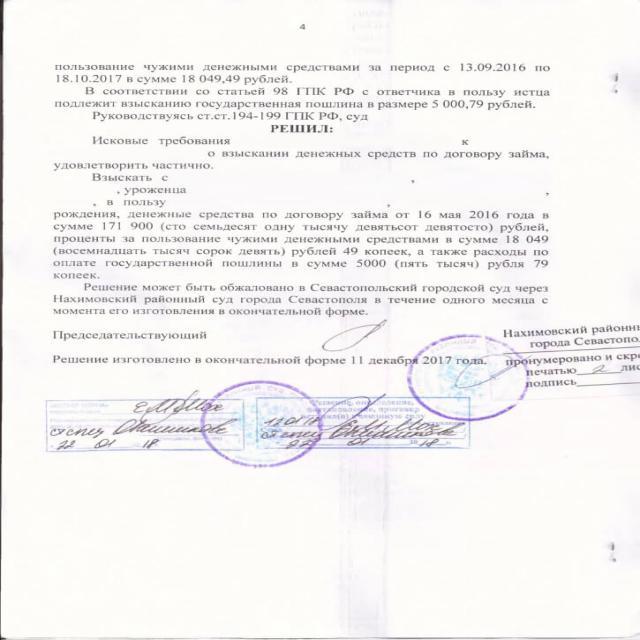 4
пользование чужими денежными средствами за период с 13.09.2016 по
18.10.2017 в сумме 18 049,49 рублей.
В соответствии со статьей 98 ГПК РФ с ответчика в пользу истца
подлежит взысканию государственная пошлина в размере 5 000,79 рублей.
Руководствуясь ст.ст.194-199 ГПК РФ, суд
РЕШИЛ:
Исковые требования к
о взыскании денежных средств по договору займа,
удовлетворить частично.
Взыскать с ,
, уроженца ,
, в пользу ,
рождения, денежные средства по договору займа от 16 мая 2016 года в
сумме 171 900 (сто семьдесят одну тысячу девятьсот девятосто) рублей,
проценты за пользование чужими денежными средствами в сумме 18 049
(восемнадцать тысяч сорок девять) рублей 49 копеек, а также расходы по
оплате государственной пошлины в сумме 5000 (пять тысяч) рубля 79
копеек.
Решение может быть обжаловано в Севастопольский городской суд через
Нахимовский районный суд города Севастополя в течение одного месяца с
момента его изготовления в окончательной форме.
Председательствующий
Нахимовский районны
города Севастопо
Решение изготовлено в окончательной форме 11 декабря 2017 года.
пронумеровано и скре
печатью 2 лис
подпись
22 01 18